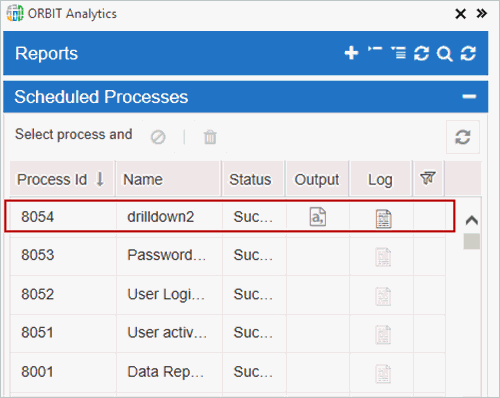 ORBIT Analytics
Reports
Scheduled Processes
Select process and
Process Id Name Status Output Log
8054 drilldown2 Suc... a,
8053 Password... Suc...
8052 User Logi... Suc...
8051 User activ... Suc...
8001 Data Rep... Suc...